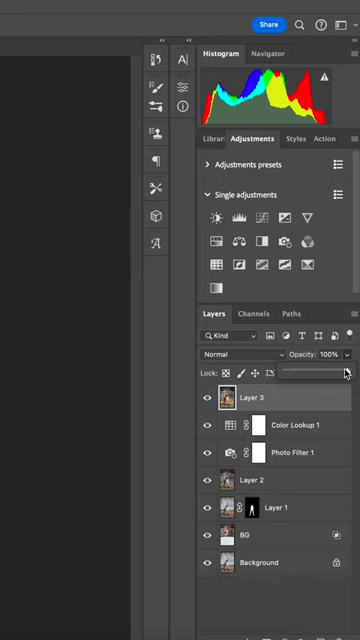 Share
Histogram Navigator
A|
Librar Adjustments Styles Action
Adjustments presets
Single adjustments
Layers Channels Paths
Kind
Normal Opacity: 100%
Lock:
Layer 3
Color Lookup 1
Photo Filter 1
Layer 2
Layer 1
BG
Background